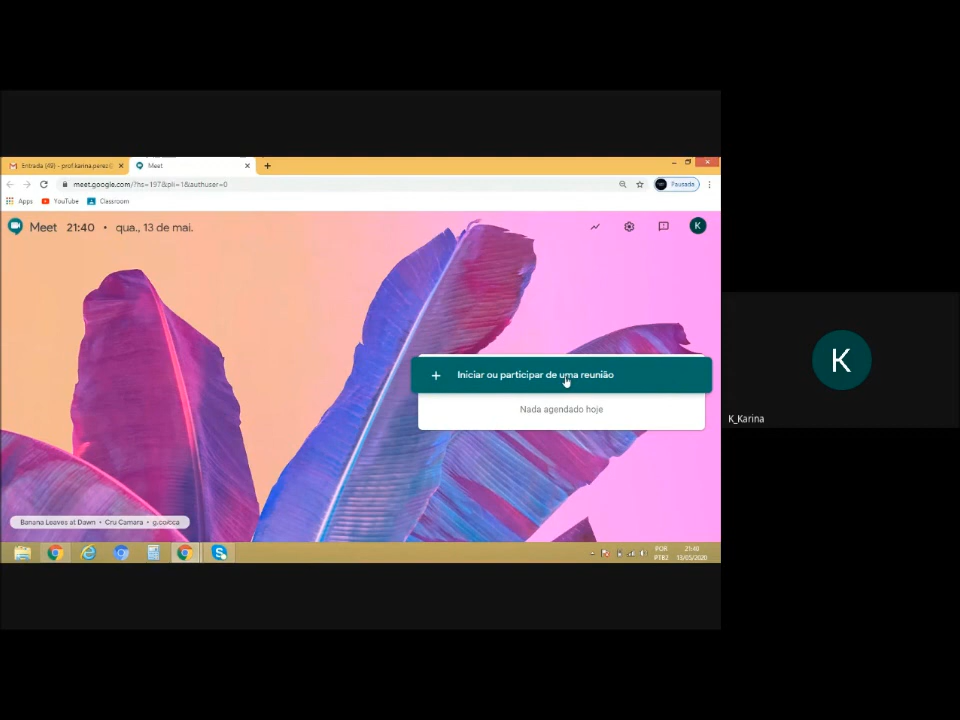 Entrada (49) - prof.karina.perez@
Meet
meet.google.com/?hs=197&pli=1&authuser=0
Pausada
Apps
YouTube
Classroom
Meet 21:40 • qua., 13 de mai.
K
+ Iniciar ou participar de uma reunião
Nada agendado hoje
K
K_Karina
Banana Leaves at Dawn • Cru Camara • g.co/cca
POR
PTB2
21:40
13/05/2020